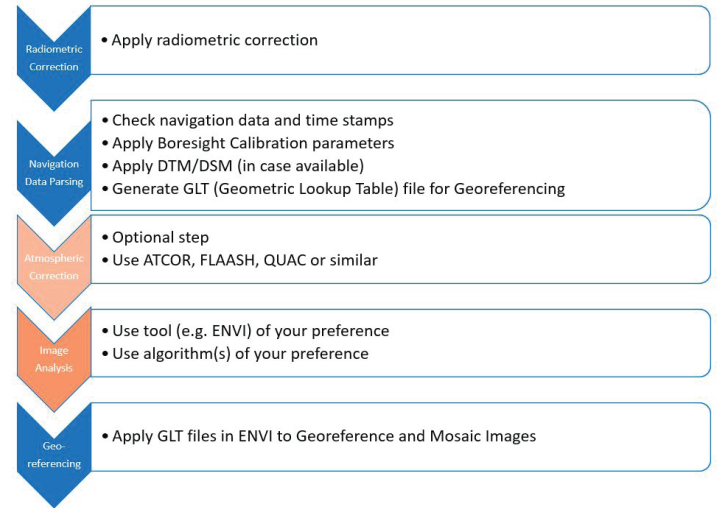 Radiometric
Correction
• Apply radiometric correction
Navigation
Data Parsing
• Check navigation data and time stamps
• Apply Boresight Calibration parameters
• Apply DTM/DSM (in case available)
• Generate GLT (Geometric Lookup Table) file for Georeferencing
Atmospheric
Correction
• Optional step
• Use ATCOR, FLAASH, QUAC or similar
Image
Analysis
• Use tool (e.g. ENVI) of your preference
• Use algorithm(s) of your preference
Geo-
referencing
• Apply GLT files in ENVI to Georeference and Mosaic Images